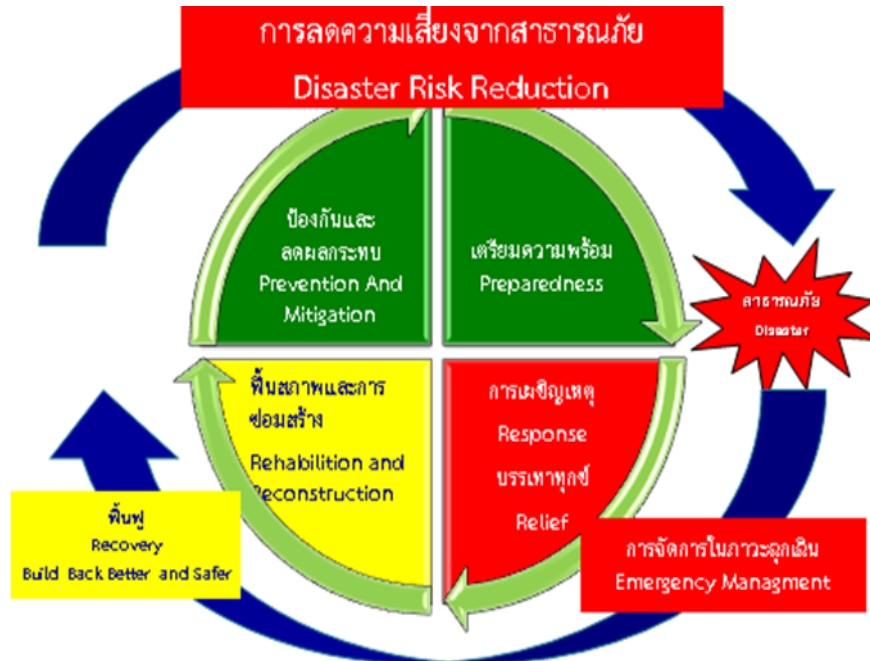 การลดความเสี่ยงจากสาธารณภัย
Disaster Risk Reduction
ป้องกันและ
ลดผลกระทบ
Prevention And
Mitigation
เตรียมความพร้อม
Preparedness
สาธารณภัย
Disaster
ฟื้นสภาพและการ
ซ่อมสร้าง
Rehabilition and
Reconstruction
การเผชิญเหตุ
Response
บรรเทาทุกข์
Relief
ฟื้นฟู
Recovery
Build Back Better and Safer
การจัดการในภาวะฉุกเฉิน
Emergency Managment